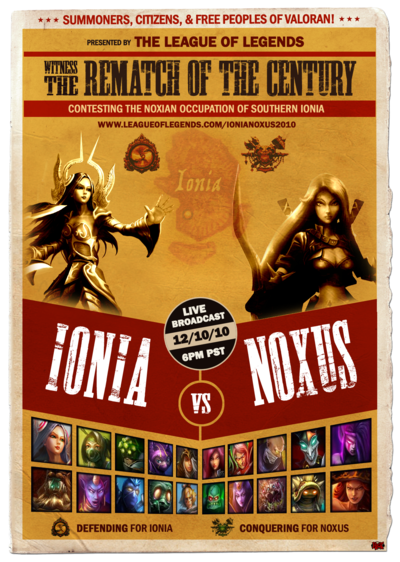 SUMMONERS, CITIZENS, & FREE PEOPLES OF VALORAN!
PRESENTED BY THE LEAGUE OF LEGENDS
WITNESS
THE REMATCH OF THE CENTURY
CONTESTING THE NOXIAN OCCUPATION OF SOUTHERN IONIA
WWW.LEAGUEOFLEGENDS.COM/IONIANOXUS2010
Ionia
LIVE
BROADCAST
12/10/10
6PM PST
IONIA
VS
NOXUS
DEFENDING FOR IONIA
CONQUERING FOR NOXUS